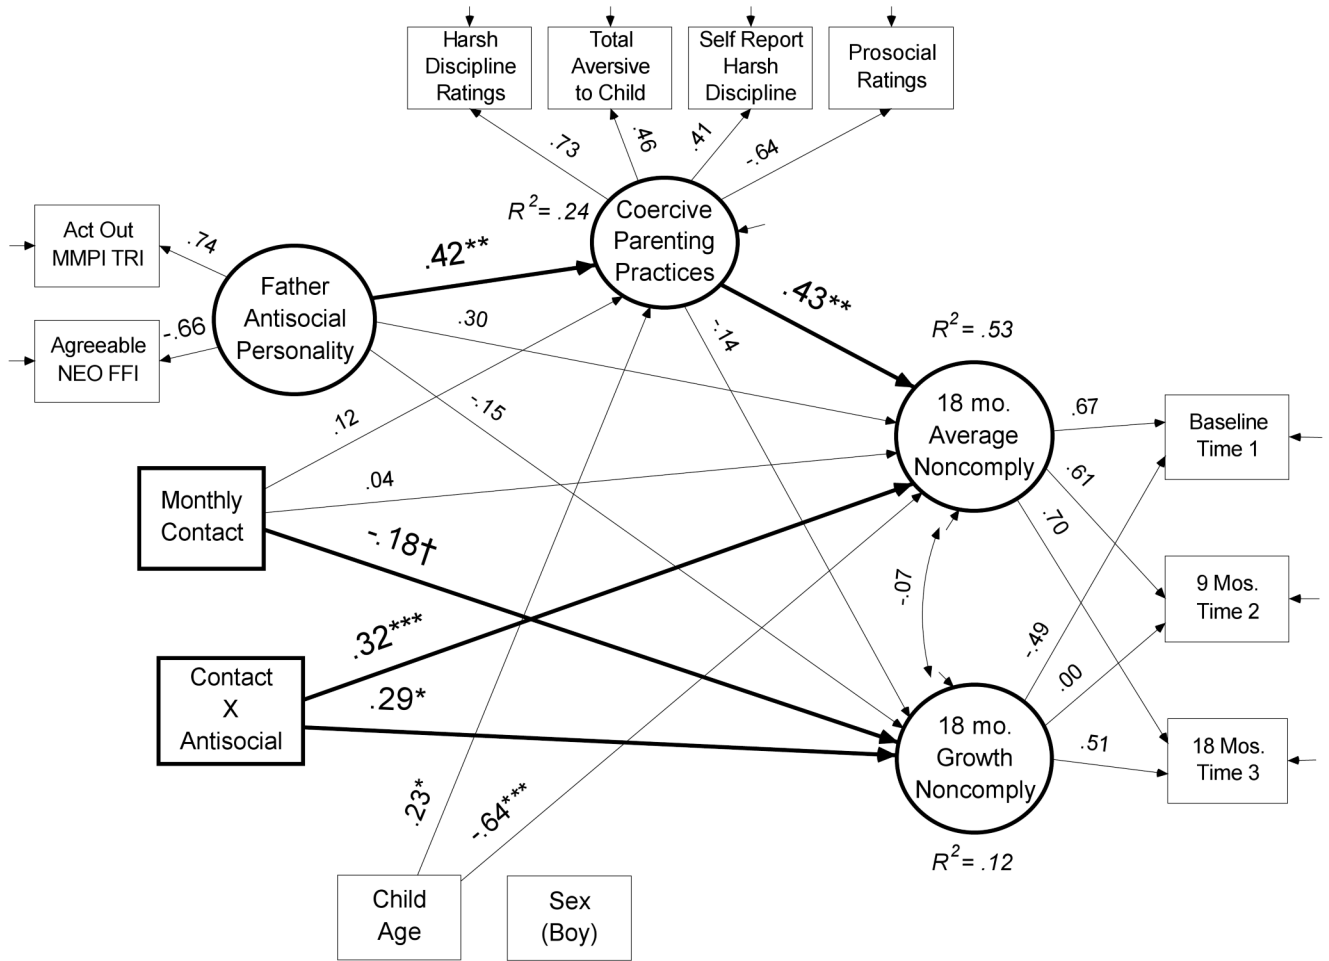 Harsh
Discipline
Ratings
Total
Aversive
to Child
Self Report
Harsh
Discipline
Prosocial
Ratings
.73
.46
.41
-.64
R²= .24
Coercive
Parenting
Practices
Act Out
MMPI TRI
.74
Agreeable
NEO FFI
-.66
Father
Antisocial
Personality
.42**
.30
-.15
.43**
-.14
R²= .53
18 mo.
Average
Noncomply
.67
.61
.70
Baseline
Time 1
.12
.04
Monthly
Contact
-.18†
-.07
9 Mos.
Time 2
Contact
X
Antisocial
.32***
.29*
-.49
.00
.51
18 mo.
Growth
Noncomply
18 Mos.
Time 3
R²= .12
.23*
-.64***
Child
Age
Sex
(Boy)